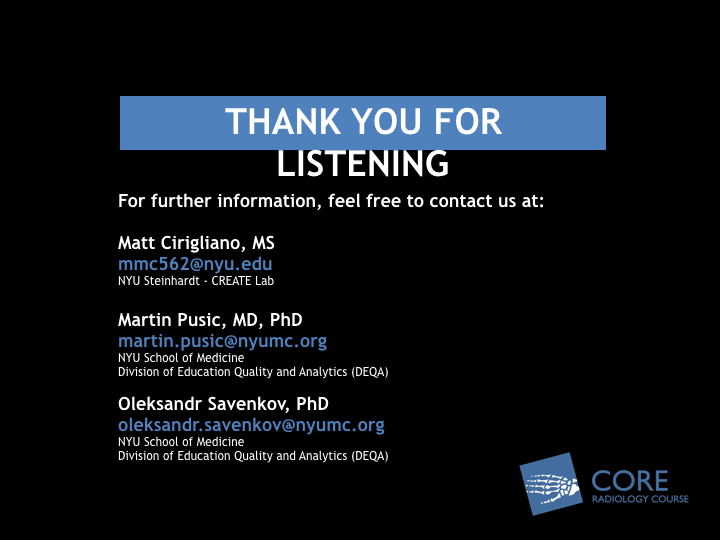 THANK YOU FOR
LISTENING
For further information, feel free to contact us at:
Matt Cirigliano, MS
mmc562@nyu.edu
NYU Steinhardt - CREATE Lab
Martin Pusic, MD, PhD
martin.pusic@nyumc.org
NYU School of Medicine
Division of Education Quality and Analytics (DEQA)
Oleksandr Savenkov, PhD
oleksandr.savenkov@nyumc.org
NYU School of Medicine
Division of Education Quality and Analytics (DEQA)
CORE
RADIOLOGY COURSE